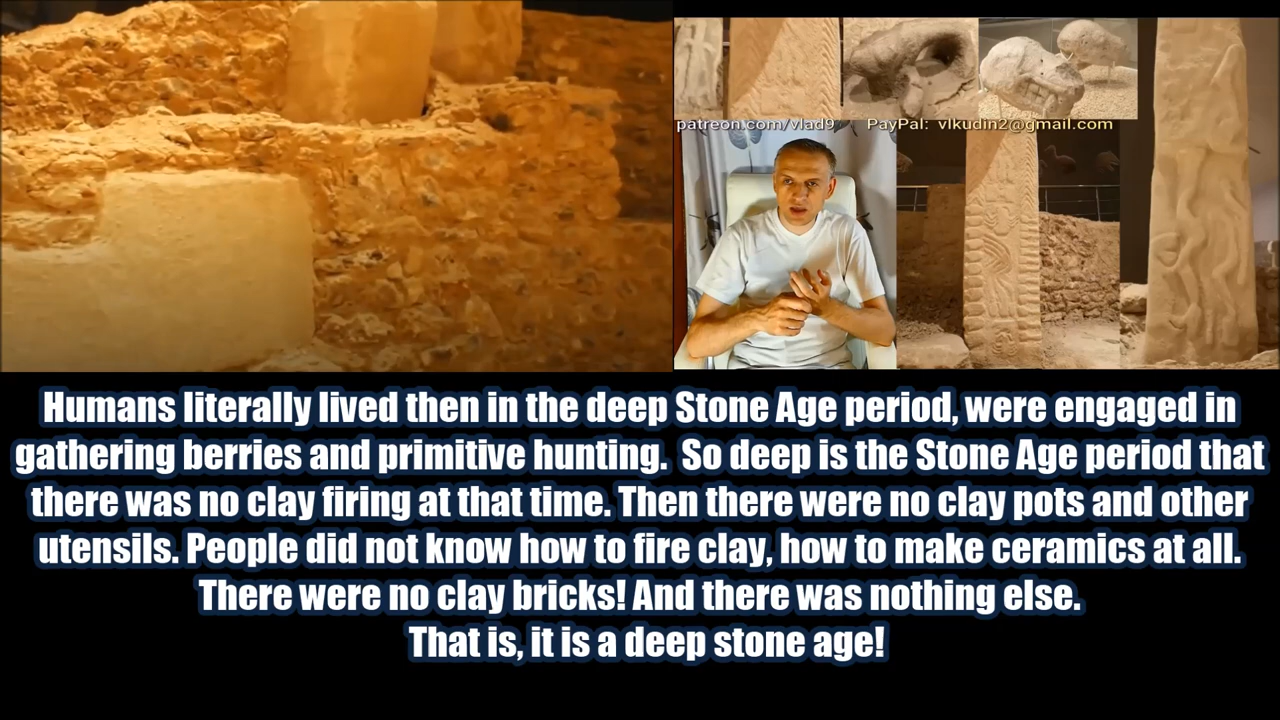 patreon.com/vlad9 PayPal: vlkudin2@gmail.com
Humans literally lived then in the deep Stone Age period, were engaged in
gathering berries and primitive hunting. So deep is the Stone Age period that
there was no clay firing at that time. Then there were no clay pots and other
utensils. People did not know how to fire clay, how to make ceramics at all.
There were no clay bricks! And there was nothing else.
That is, it is a deep stone age!